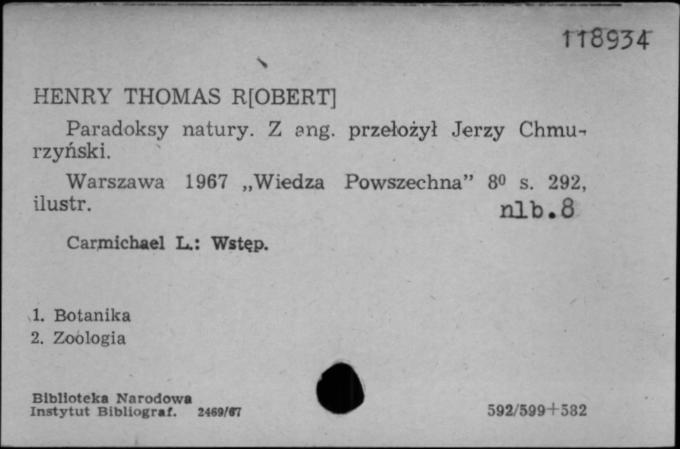 118934
HENRY THOMAS R[OBERT]
Paradoksy natury. Z ang. przełożył Jerzy Chmu-
rzyński.
Warszawa 1967 „Wiedza Powszechna” 8⁰ s. 292,
ilustr.
nlb.8
Carmichael L.: Wstęp.
1. Botanika
2. Zoologia
Biblioteka Narodowa
Instytut Bibliograf. 2469/67
592/599+582